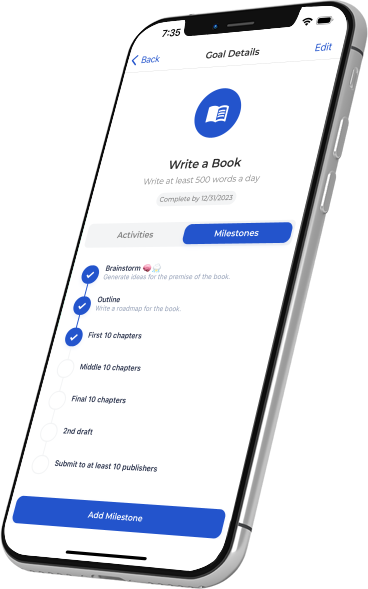 7:35
Back
Goal Details
Edit
Write a Book
Write at least 500 words a day
Complete by 12/31/2023
Activities
Milestones
Brainstorm
Generate ideas for the premise of the book.
Outline
Write a roadmap for the book.
First 10 chapters
Middle 10 chapters
Final 10 chapters
2nd draft
Submit to at least 10 publishers
Add Milestone